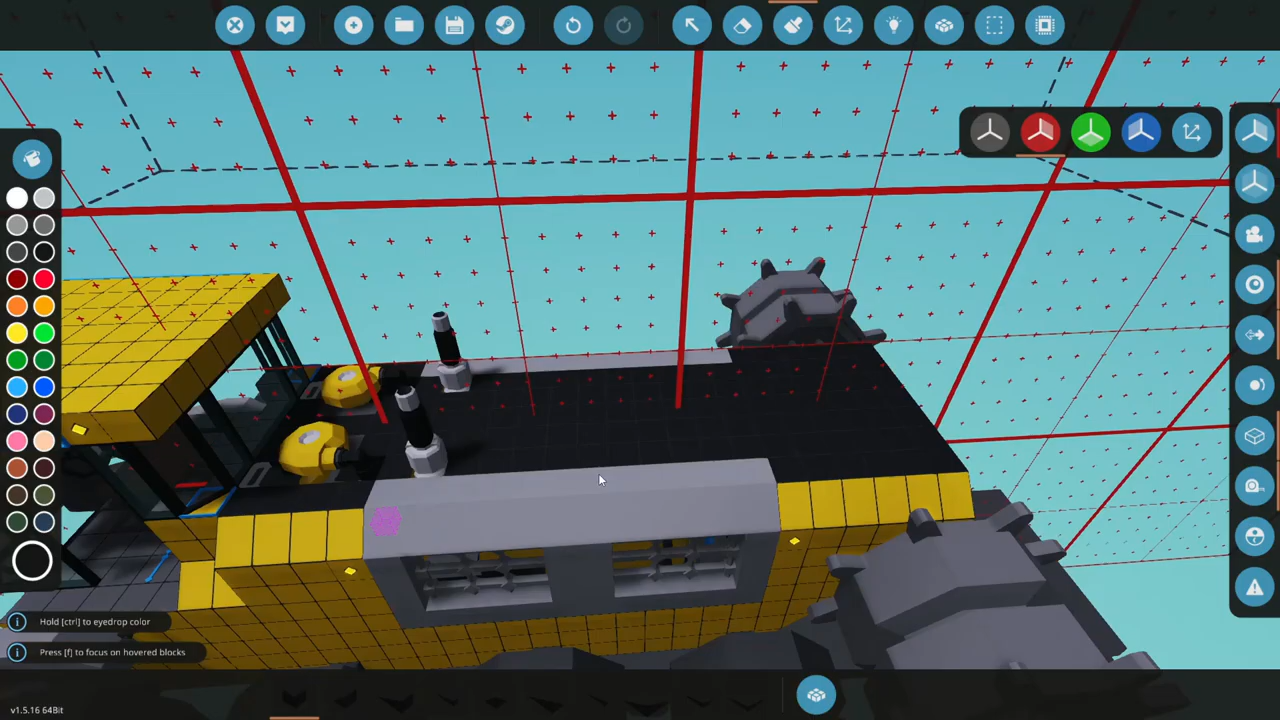 Hold [ctrl] to eyedrop color
Press [f] to focus on hovered blocks
v1.5.16 64Bit